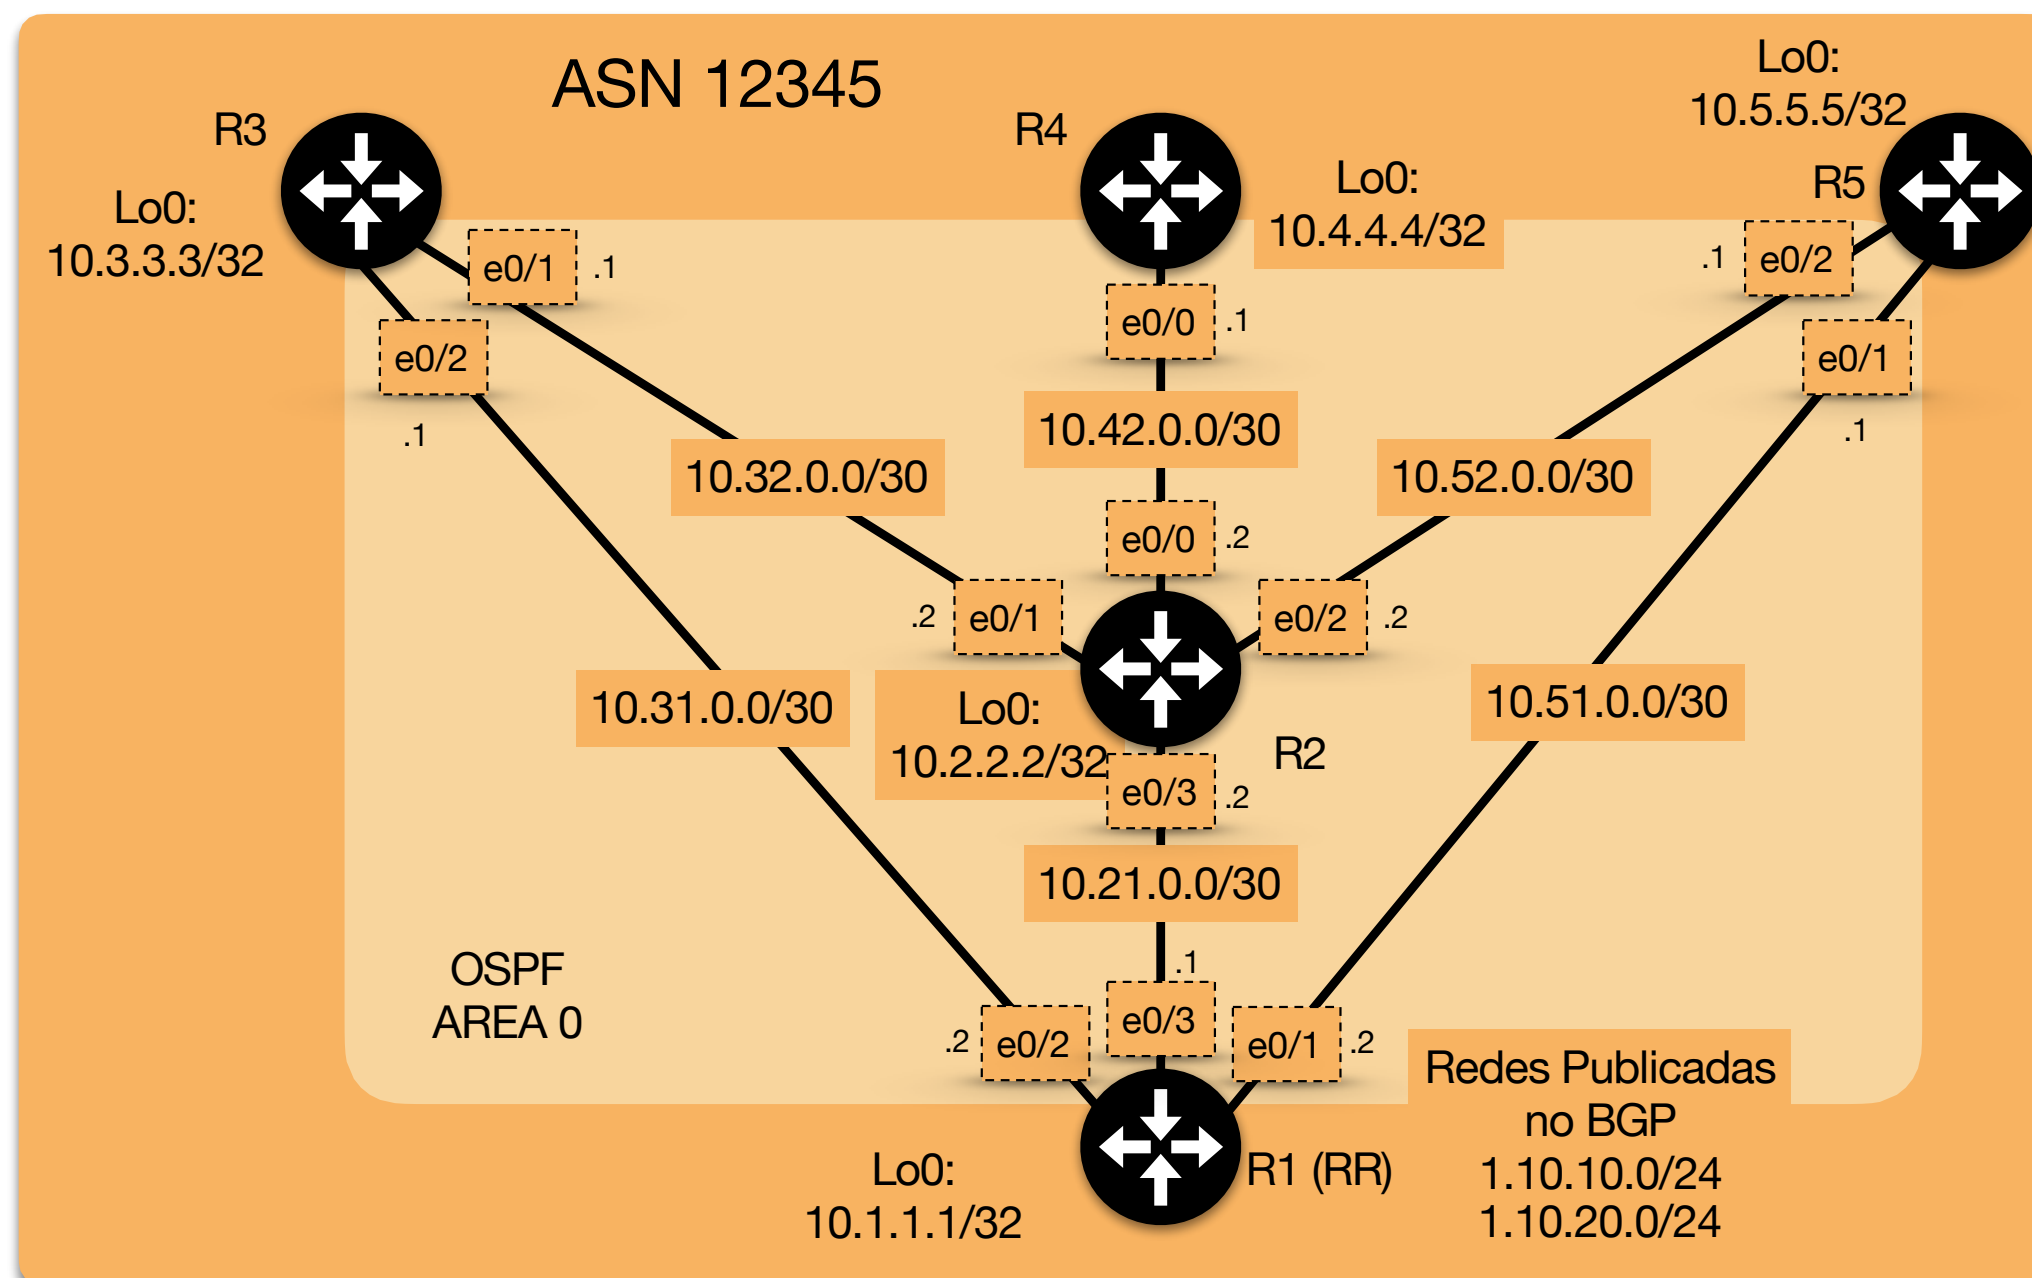 ASN 12345
Lo0:
10.5.5.5/32
R3
R4
R5
Lo0:
10.3.3.3/32
Lo0:
10.4.4.4/32
e0/1
.1
e0/2
.1
e0/0
.1
.1
e0/2
e0/1
.1
10.32.0.0/30
10.42.0.0/30
10.52.0.0/30
e0/0
.2
.2
e0/1
e0/2
.2
10.31.0.0/30
Lo0:
10.2.2.2/32
R2
10.51.0.0/30
e0/3
.2
10.21.0.0/30
OSPF
AREA 0
.1
.2
e0/2
e0/3
e0/1
.2
Lo0:
10.1.1.1/32
R1 (RR)
Redes Publicadas
no BGP
1.10.10.0/24
1.10.20.0/24